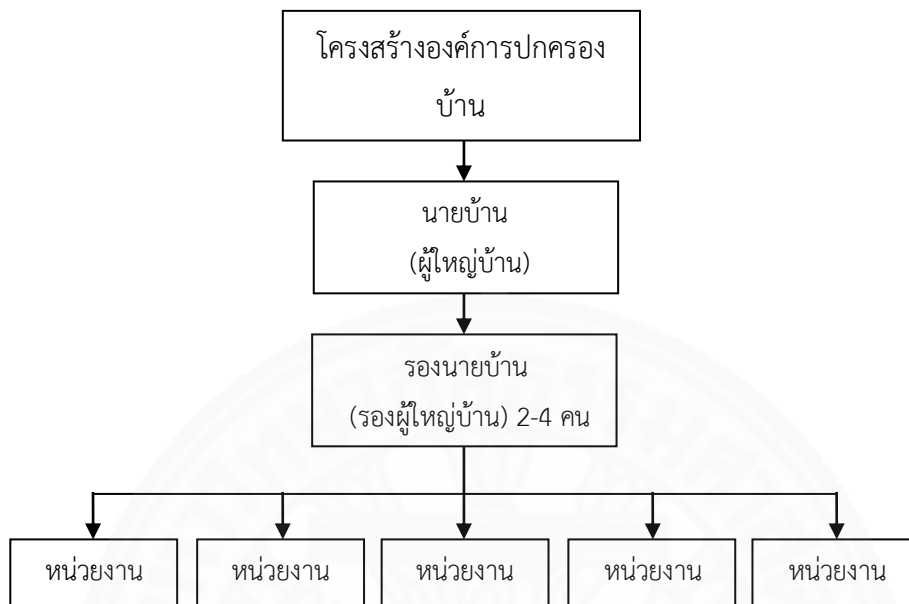 โครงสร้างองค์การปกครอง
บ้าน
นายบ้าน
(ผู้ใหญ่บ้าน)
รองนายบ้าน
(รองผู้ใหญ่บ้าน) 2-4 คน
หน่วยงาน
หน่วยงาน
หน่วยงาน
หน่วยงาน
หน่วยงาน